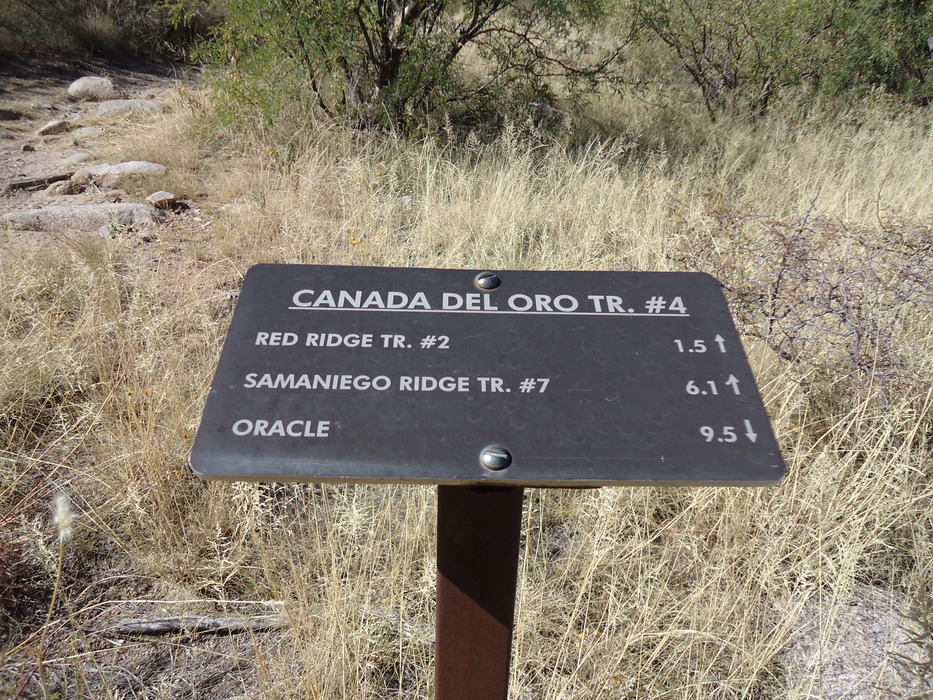 CANADA DEL ORO TR. #4
RED RIDGE TR. #2 1.5↑
SAMANIEGO RIDGE TR. #7 6.1↑
ORACLE 9.5↓